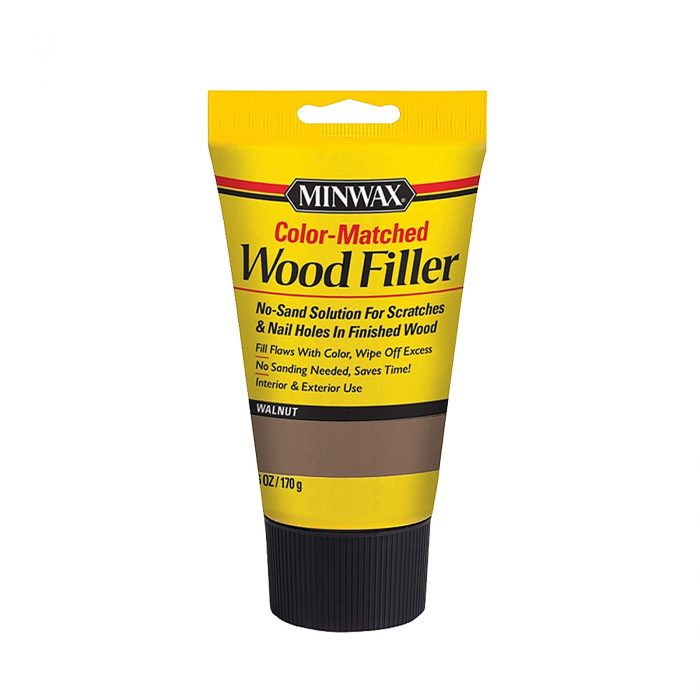 MINWAX®
Color-Matched
Wood Filler
No-Sand Solution For Scratches
& Nail Holes In Finished Wood
Fill Flaws With Color, Wipe Off Excess
No Sanding Needed, Saves Time!
Interior & Exterior Use
WALNUT
6 OZ/170 g